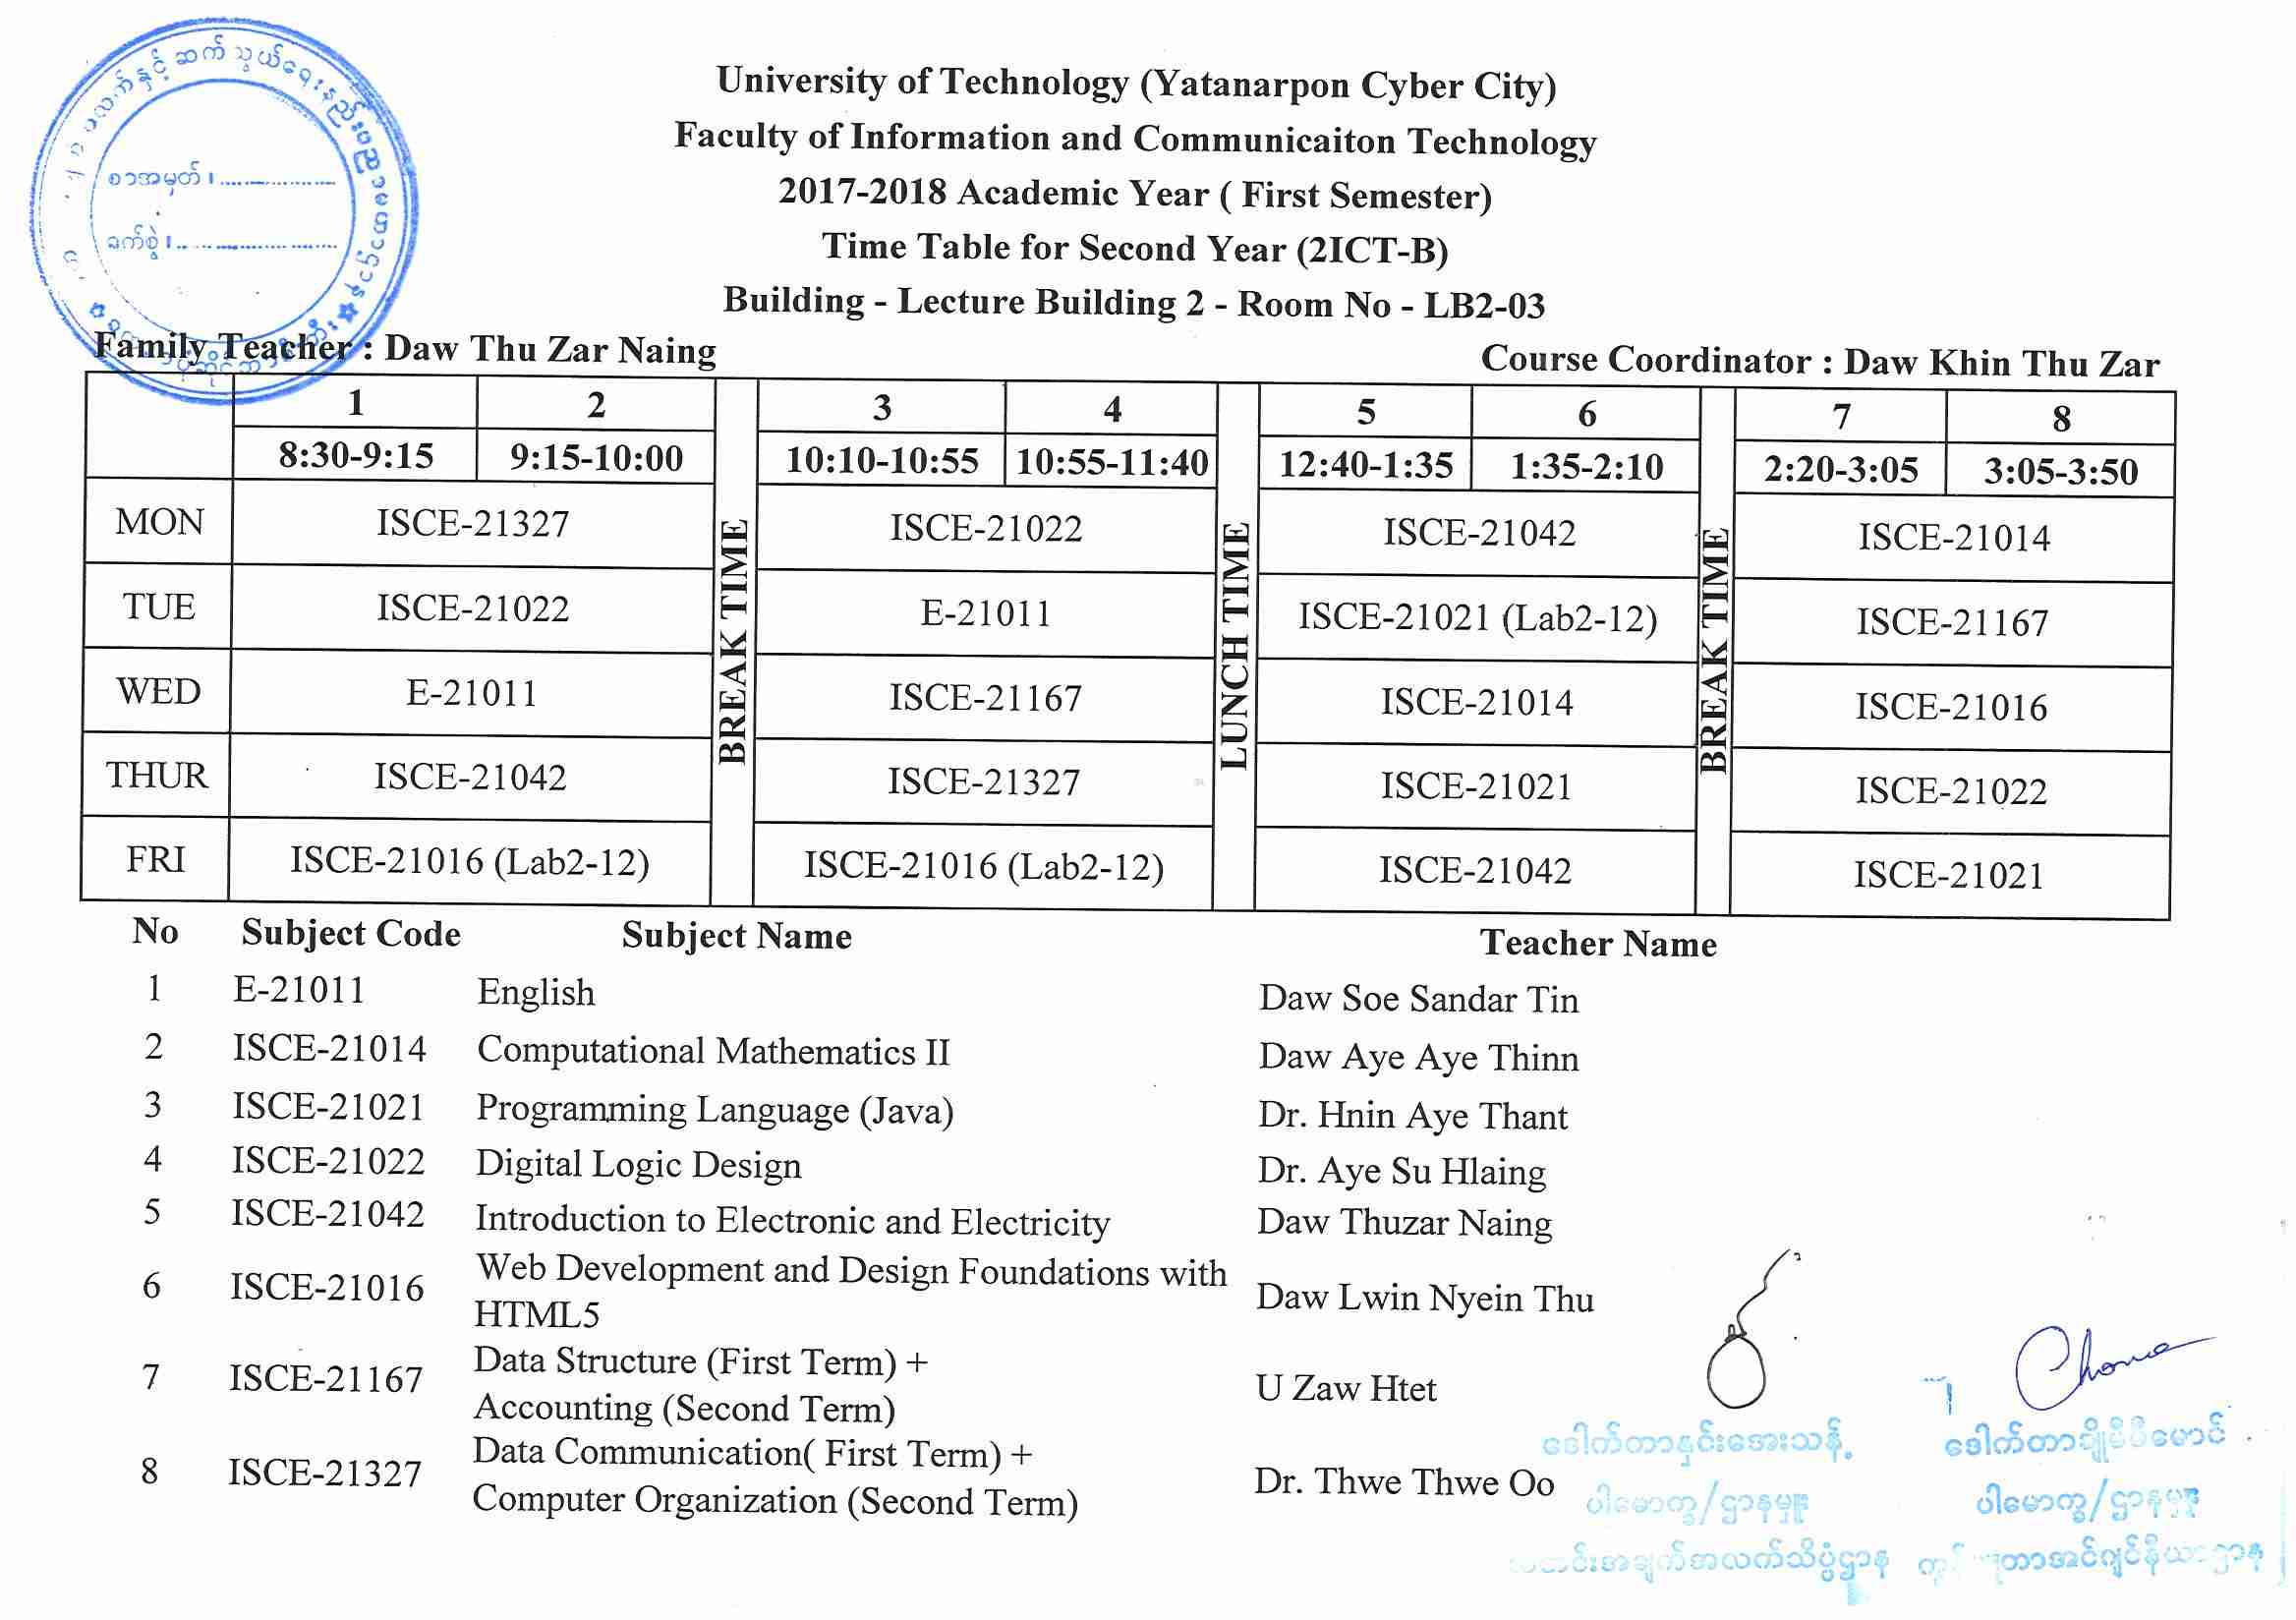 University of Technology (Yatanarpon Cyber City)
Faculty of Information and Communicaiton Technology
2017-2018 Academic Year ( First Semester)
Time Table for Second Year (2ICT-B)
Building - Lecture Building 2 - Room No - LB2-03
စာအမှတ် ၊
ရက်စွဲ ၊
Family Teacher : Daw Thu Zar Naing Course Coordinator : Daw Khin Thu Zar
1 2 3 4 5 6 7 8
8:30-9:15 9:15-10:00 10:10-10:55 10:55-11:40 12:40-1:35 1:35-2:10 2:20-3:05 3:05-3:50
BREAK TIME
LUNCH TIME
BREAK TIME
MON ISCE-21327 ISCE-21022 ISCE-21042 ISCE-21014
TUE ISCE-21022 E-21011 ISCE-21021 (Lab2-12) ISCE-21167
WED E-21011 ISCE-21167 ISCE-21014 ISCE-21016
THUR ISCE-21042 ISCE-21327 ISCE-21021 ISCE-21022
FRI ISCE-21016 (Lab2-12) ISCE-21016 (Lab2-12) ISCE-21042 ISCE-21021
No Subject Code Subject Name Teacher Name
1 E-21011 English Daw Soe Sandar Tin
2 ISCE-21014 Computational Mathematics II Daw Aye Aye Thinn
3 ISCE-21021 Programming Language (Java) Dr. Hnin Aye Thant
4 ISCE-21022 Digital Logic Design Dr. Aye Su Hlaing
5 ISCE-21042 Introduction to Electronic and Electricity Daw Thuzar Naing
6 ISCE-21016 Web Development and Design Foundations with
HTML5 Daw Lwin Nyein Thu
7 ISCE-21167 Data Structure (First Term) +
Accounting (Second Term) U Zaw Htet
8 ISCE-21327 Data Communication( First Term) +
Computer Organization (Second Term) Dr. Thwe Thwe Oo
ဒေါက်တာနှင်းအေးသန့်
ပါမောက္ခ/ဌာနမှူး
ပါမောက္ခ/ဌာနမှူး